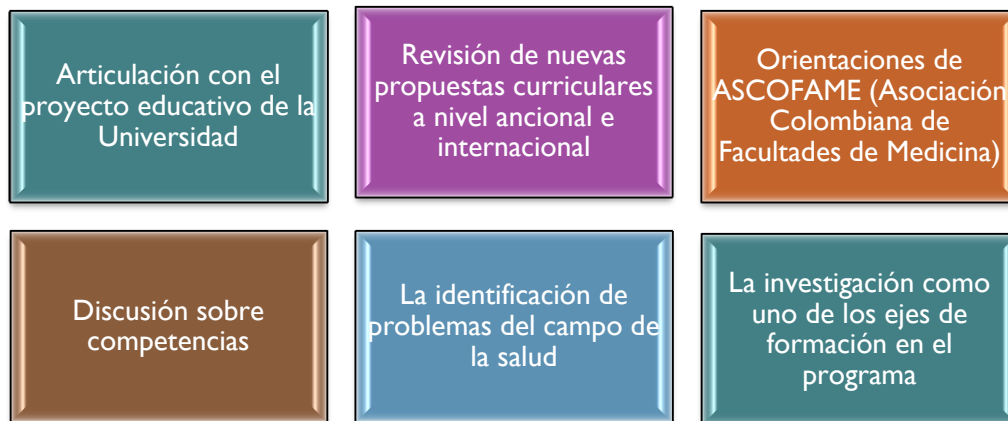 Articulación con el
proyecto educativo de la
Universidad
Revisión de nuevas
propuestas curriculares
a nivel ancional e
internacional
Orientaciones de
ASCOFAME (Asociación
Colombiana de
Facultades de Medicina)
Discusión sobre
competencias
La identificación de
problemas del campo de
la salud
La investigación como
uno de los ejes de
formación en el
programa